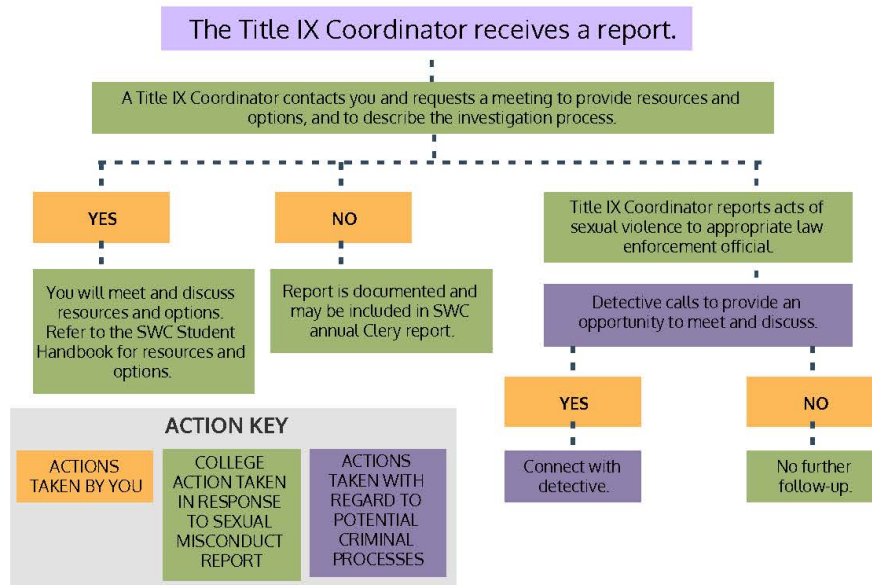 The Title IX Coordinator receives a report.
A Title IX Coordinator contacts you and requests a meeting to provide resources and
options, and to describe the investigation process.
YES
NO
Title IX Coordinator reports acts of
sexual violence to appropriate law
enforcement official.
You will meet and discuss
resources and options.
Refer to the SWC Student
Handbook for resources and
options.
Report is documented and
may be included in SWC
annual Clery report.
Detective calls to provide an
opportunity to meet and discuss.
YES
NO
Connect with
detective.
No further
follow-up.
ACTION KEY
ACTIONS
TAKEN BY YOU
COLLEGE
ACTION TAKEN
IN RESPONSE
TO SEXUAL
MISCONDUCT
REPORT
ACTIONS
TAKEN WITH
REGARD TO
POTENTIAL
CRIMINAL
PROCESSES